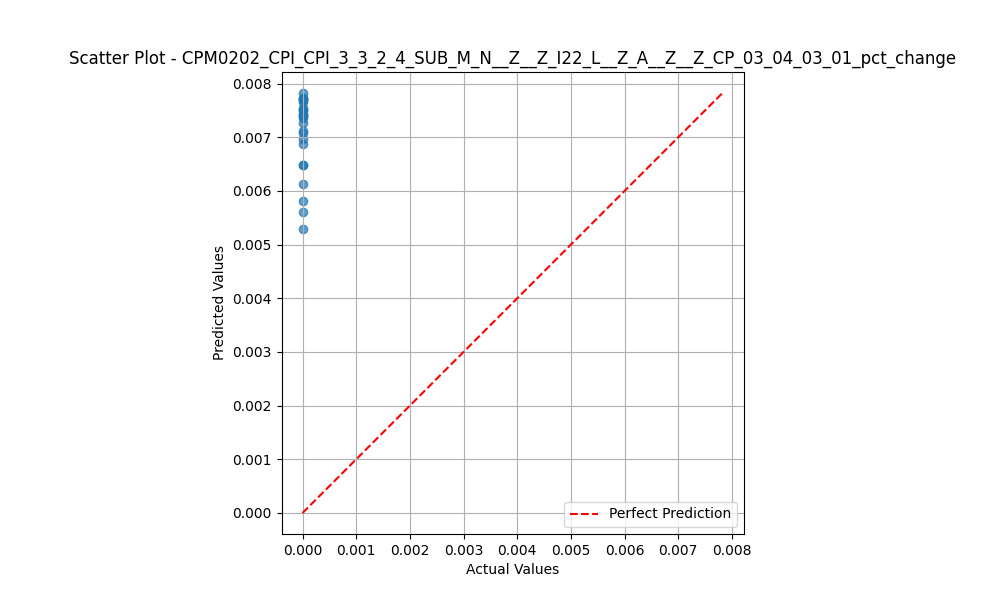 Scatter Plot - CPM0202_CPI_CPI_3_3_2_4_SUB_M_N__Z__Z_I22_L__Z_A__Z__Z_CP_03_04_03_01_pct_change
0.008
0.007
0.006
0.005
0.004
0.003
0.002
0.001
0.000
Predicted Values
Perfect Prediction
0.000 0.001 0.002 0.003 0.004 0.005 0.006 0.007 0.008
Actual Values